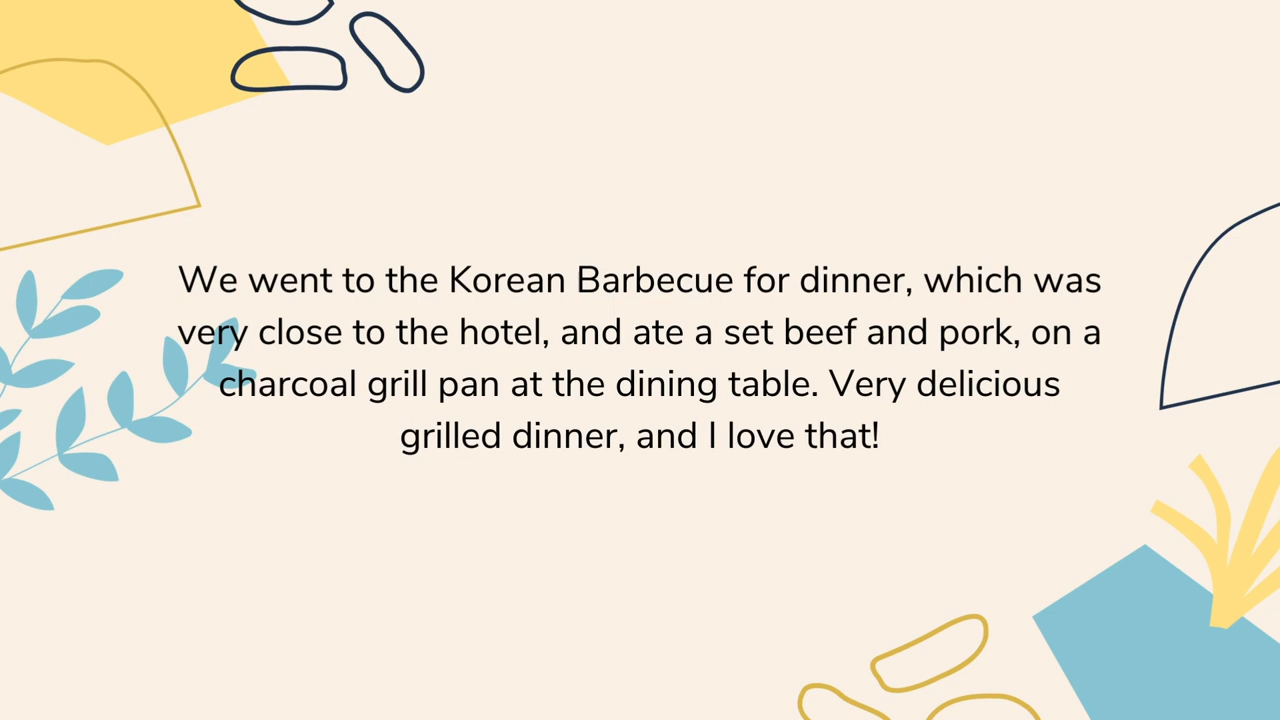 We went to the Korean Barbecue for dinner, which was
very close to the hotel, and ate a set beef and pork, on a
charcoal grill pan at the dining table. Very delicious
grilled dinner, and I love that!